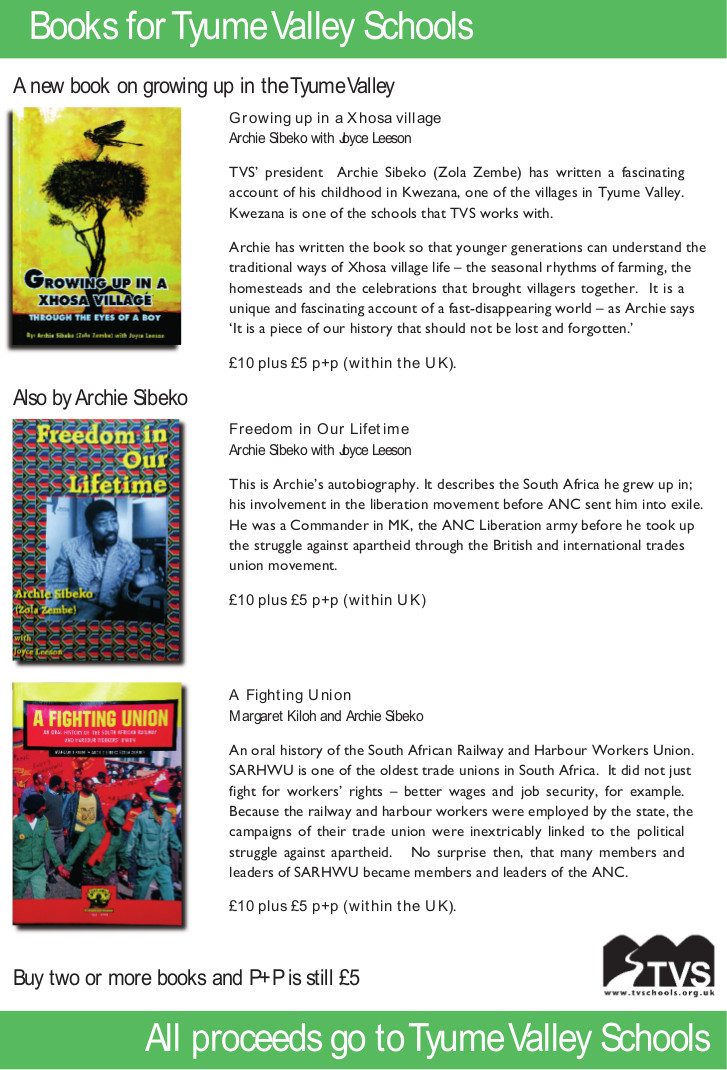 Books for Tyume Valley Schools
A new book on growing up in the Tyume Valley
GROWING UP IN A
XHOSA VILLAGE
THROUGH THE EYES OF A BOY
By: Archie Sibeko (Zola Zembe) with Joyce Leeson
Growing up in a Xhosa village
Archie Sibeko with Joyce Leeson
TVS' president Archie Sibeko (Zola Zembe) has written a fascinating
account of his childhood in Kwezana, one of the villages in Tyume Valley.
Kwezana is one of the schools that TVS works with.
Archie has written the book so that younger generations can understand the
traditional ways of Xhosa village life – the seasonal rhythms of farming, the
homesteads and the celebrations that brought villagers together. It is a
unique and fascinating account of a fast-disappearing world – as Archie says
‘It is a piece of our history that should not be lost and forgotten.’
£10 plus £5 p+p (within the UK).
Also by Archie Sibeko
Freedom in
Our
Lifetime
Archie Sibeko
(Zola Zembe)
with
Joyce Leeson
Freedom in Our Lifetime
Archie Sibeko with Joyce Leeson
This is Archie's autobiography. It describes the South Africa he grew up in;
his involvement in the liberation movement before ANC sent him into exile.
He was a Commander in MK, the ANC Liberation army before he took up
the struggle against apartheid through the British and international trades
union movement.
£10 plus £5 p+p (within UK)
A FIGHTING UNION
AN ORAL HISTORY OF THE SOUTH AFRICAN RAILWAY
AND HARBOUR WORKERS' UNION
A Fighting Union
Margaret Kiloh and Archie Sibeko
An oral history of the South African Railway and Harbour Workers Union.
SARHWU is one of the oldest trade unions in South Africa. It did not just
fight for workers' rights – better wages and job security, for example.
Because the railway and harbour workers were employed by the state, the
campaigns of their trade union were inextricably linked to the political
struggle against apartheid. No surprise then, that many members and
leaders of SARHWU became members and leaders of the ANC.
£10 plus £5 p+p (within the UK).
Buy two or more books and P+P is still £5
TVS
www.tvschools.org.uk
All proceeds go to Tyume Valley Schools